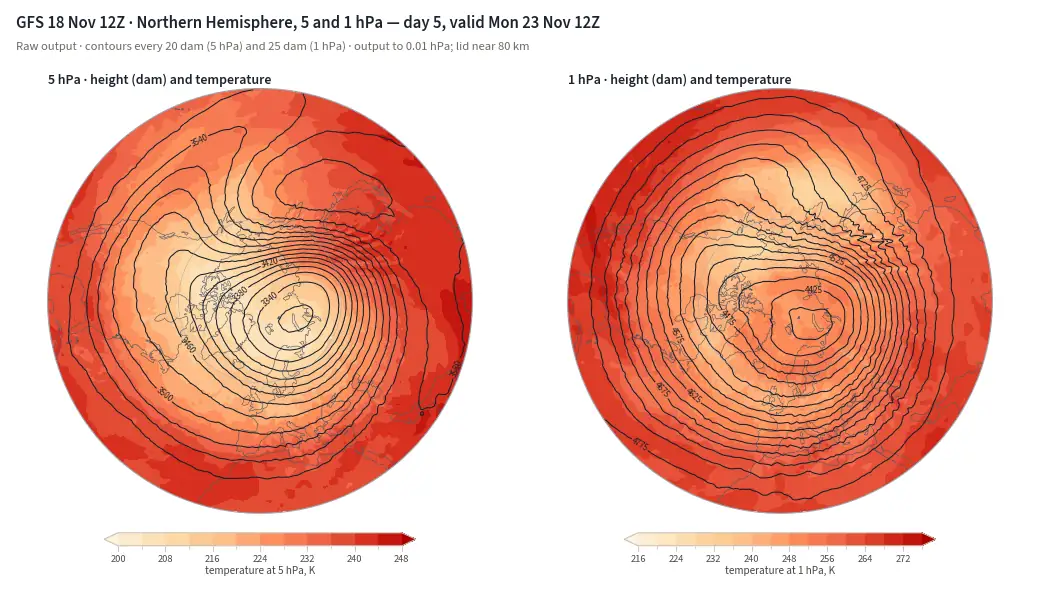 GFS 18 Nov 12Z · Northern Hemisphere, 5 and 1 hPa — day 5, valid Mon 23 Nov 12Z
Raw output · contours every 20 dam (5 hPa) and 25 dam (1 hPa) · output to 0.01 hPa; lid near 80 km
5 hPa · height (dam) and temperature
1 hPa · height (dam) and temperature
3540
3420
3340
3460
3500
4725
4525
4425
4575
4675
4625
4775
200 208 216 224 232 240 248
temperature at 5 hPa, K
216 224 232 240 248 256 264 272
temperature at 1 hPa, K